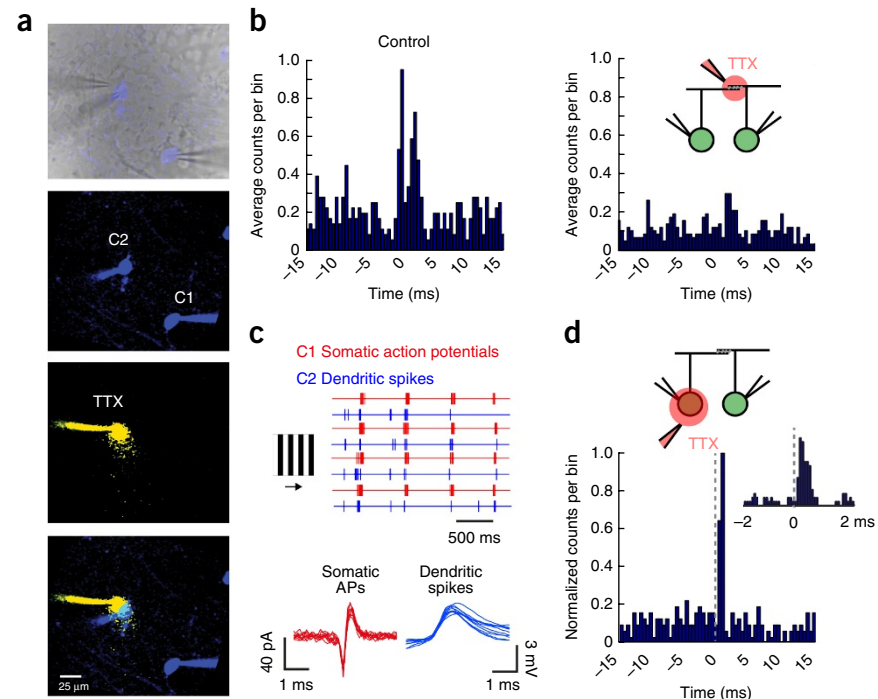 a
C2
C1
TTX
25 μm
b
Control
Average counts per bin
1.0
0.8
0.6
0.4
0.2
0
–15
–10
–5
0
5
10
15
Time (ms)
TTX
Average counts per bin
1.0
0.8
0.6
0.4
0.2
0
–15
–10
–5
0
5
10
15
Time (ms)
c
C1 Somatic action potentials
C2 Dendritic spikes
500 ms
Somatic
APs
Dendritic
spikes
40 pA
1 ms
3 mV
1 ms
d
TTX
Normalized counts per bin
1.0
0.8
0.6
0.4
0.2
0
–15
–10
–5
0
5
10
15
Time (ms)
–2
0
2 ms